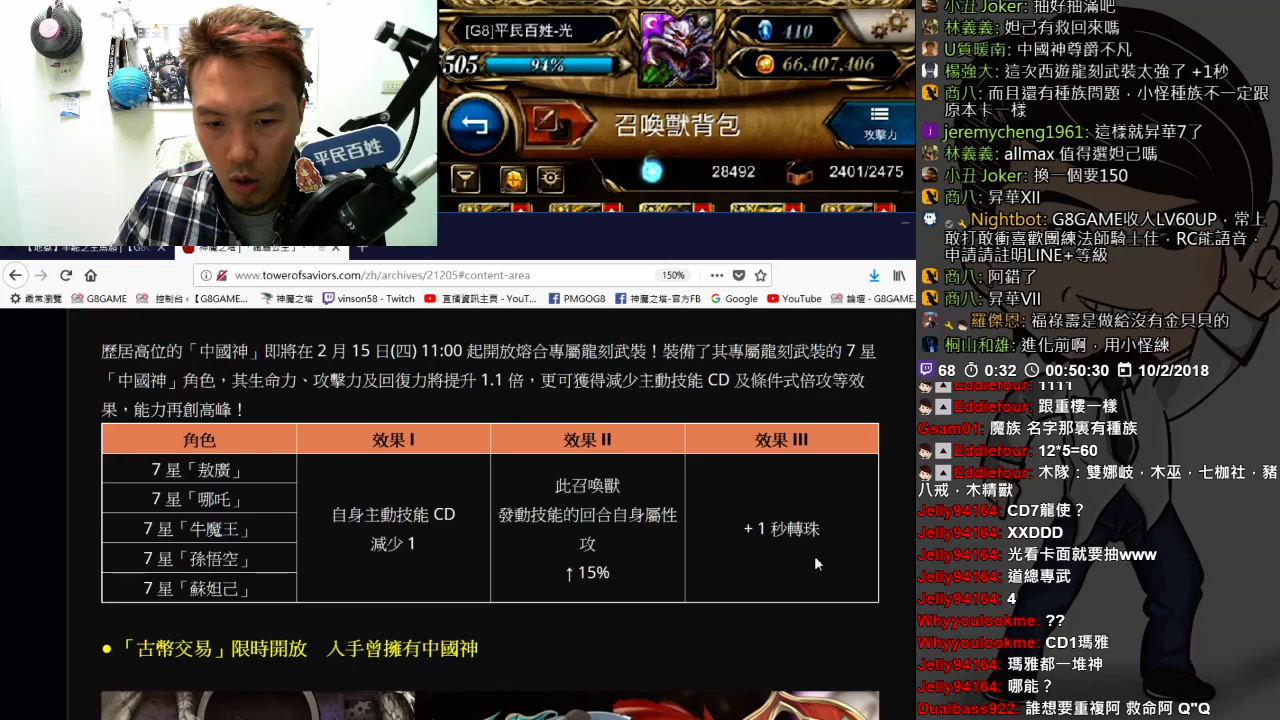 平民百姓
[G8]平民百姓-光
505
94%
410
66,407,406
召喚獸背包
攻擊力
28492
2401/2475
www.towerofsaviors.com/zh/archives/21205#content-area
150%
最常瀏覽
G8GAME
控制台‹【G8GAME...
神魔之塔
vinson58 - Twitch
直播資訊主頁 - YouT...
PMGOG8
神魔之塔-官方FB
Google
YouTube
論壇 - G8GAME.
歷居高位的「中國神」即將在 2 月 15 日(四) 11:00 起開放熔合專屬龍刻武裝！裝備了其專屬龍刻武裝的 7 星
「中國神」角色，其生命力、攻擊力及回復力將提升 1.1 倍，更可獲得減少主動技能 CD 及條件式倍攻等效
果，能力再創高峰！
角色
效果 I
效果 II
效果 III
7 星「敖廣」
7 星「哪吒」
7 星「牛魔王」
7 星「孫悟空」
7 星「蘇妲己」
自身主動技能 CD
減少 1
此召喚獸
發動技能的回合自身屬性
攻
↑ 15%
+ 1 秒轉珠
●「古幣交易」限時開放　入手曾擁有中國神
小丑 Joker: 抽好抽滿吧
林義義: 妲己有救回來嗎
U質暖南: 中國神尊爵不凡
楊強大: 這次西遊龍刻武裝太強了 +1秒
商八: 而且還有種族問題，小怪種族不一定跟
原本卡一樣
jeremycheng1961: 這樣就昇華7了
林義義: allmax 值得選妲己嗎
小丑 Joker: 換一個要150
商八: 昇華XII
Nightbot: G8GAME收人LV60UP，常上
敢打敢衝喜歡團練法師騎士住，RC能語音，
申請請註明LINE+等級
商八: 阿錯了
商八: 昇華VII
羅傑恩: 福祿壽是做給沒有金貝貝的
桐山和雄: 進化前啊，用小怪練
68 0:32 00:50:30 10/2/2018
Eddiefour: 1111
Eddiefour: 跟重樓一樣
Gsam01: 魔族 名字那裏有種族
Eddiefour: 12*5=60
Eddiefour: 木隊：雙娜岐，木巫，七枷社，豬
八戒，木精獸
Jelly94164: CD7龍使？
Jelly94164: XXDDD
Jelly94164: 光看卡面就要抽www
Jelly94164: 道總專武
Jelly94164: 4
Whyyoulookme: ??
Whyyoulookme: CD1瑪雅
Jelly94164: 瑪雅都一堆神
Jelly94164: 哪能？
Dualbass922: 誰想要重複阿 救命阿 Q"Q